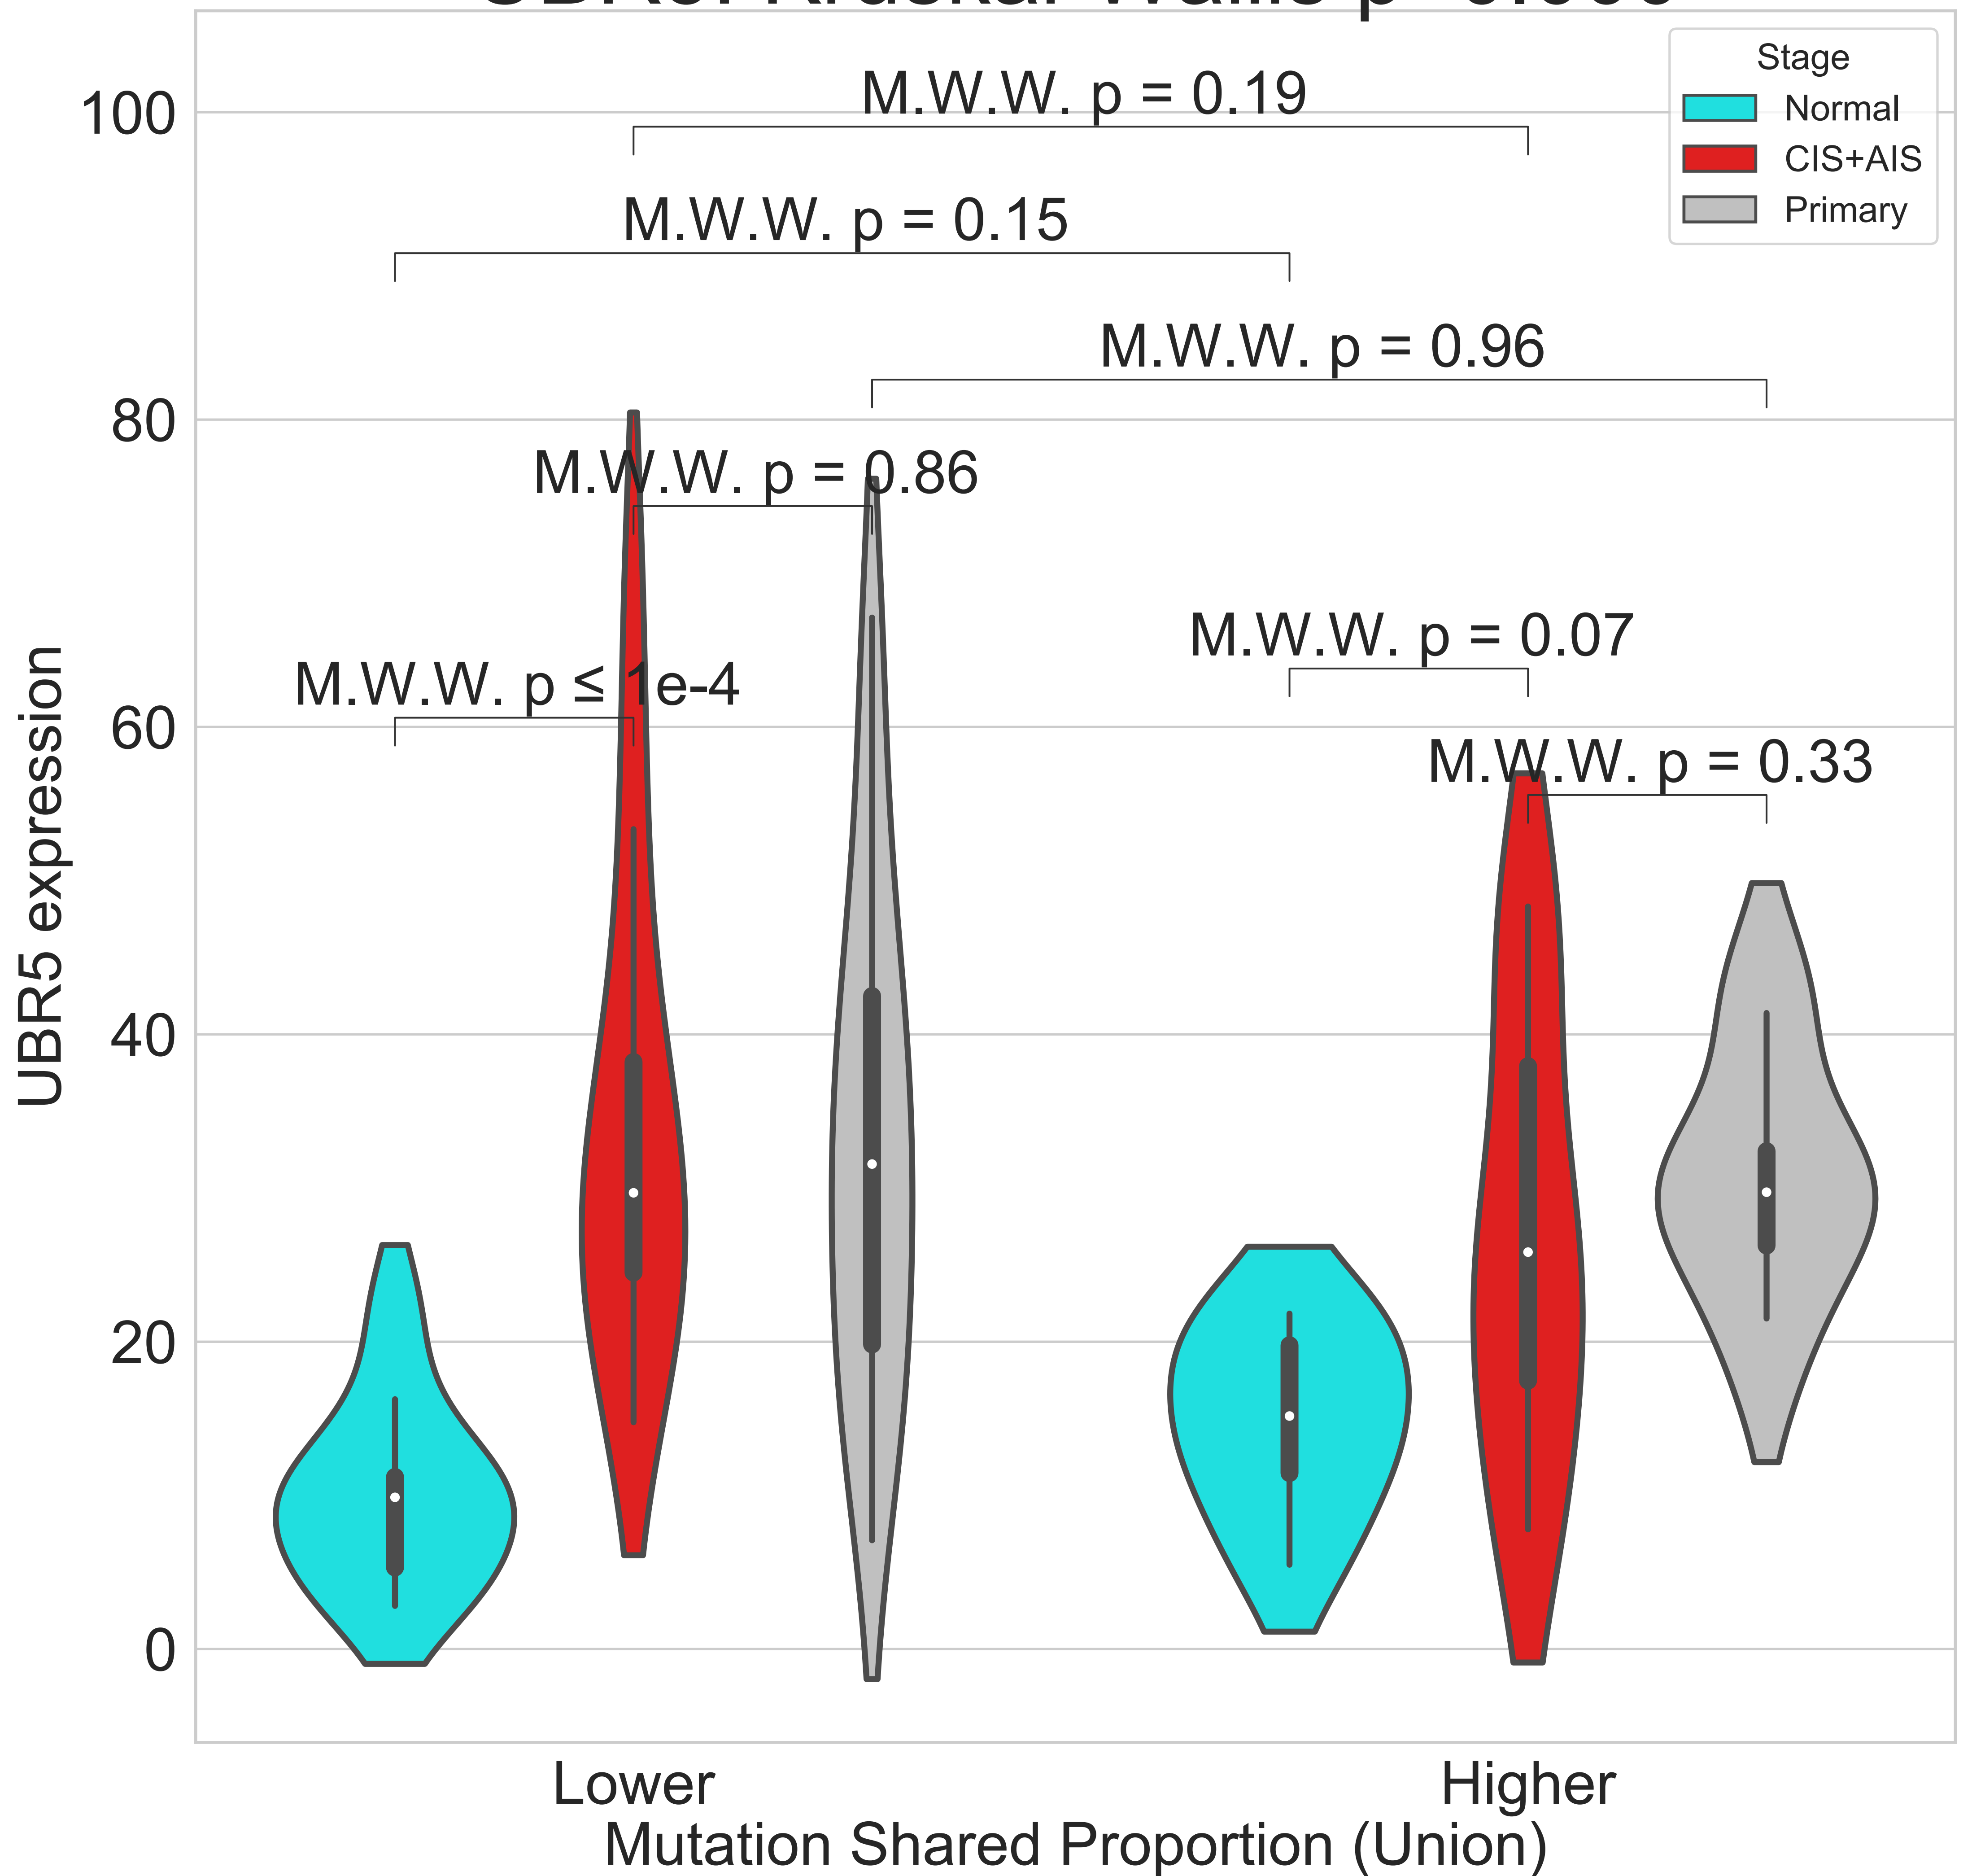 Stage
Normal
CIS+AIS
Primary
M.W.W. p = 0.19
M.W.W. p = 0.15
M.W.W. p = 0.96
M.W.W. p = 0.86
M.W.W. p = 0.07
M.W.W. p ≤ 1e-4
M.W.W. p = 0.33
100
80
60
40
20
0
UBR5 expression
Lower
Higher
Mutation Shared Proportion (Union)